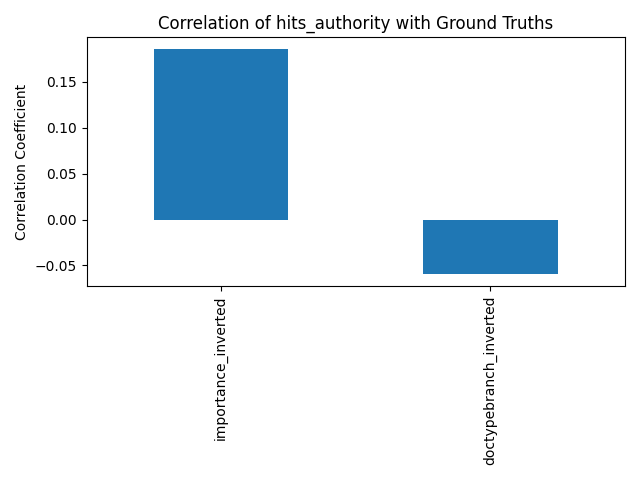 Correlation of hits_authority with Ground Truths
Correlation Coefficient
0.15
0.10
0.05
0.00
−0.05
importance_inverted
doctypebranch_inverted